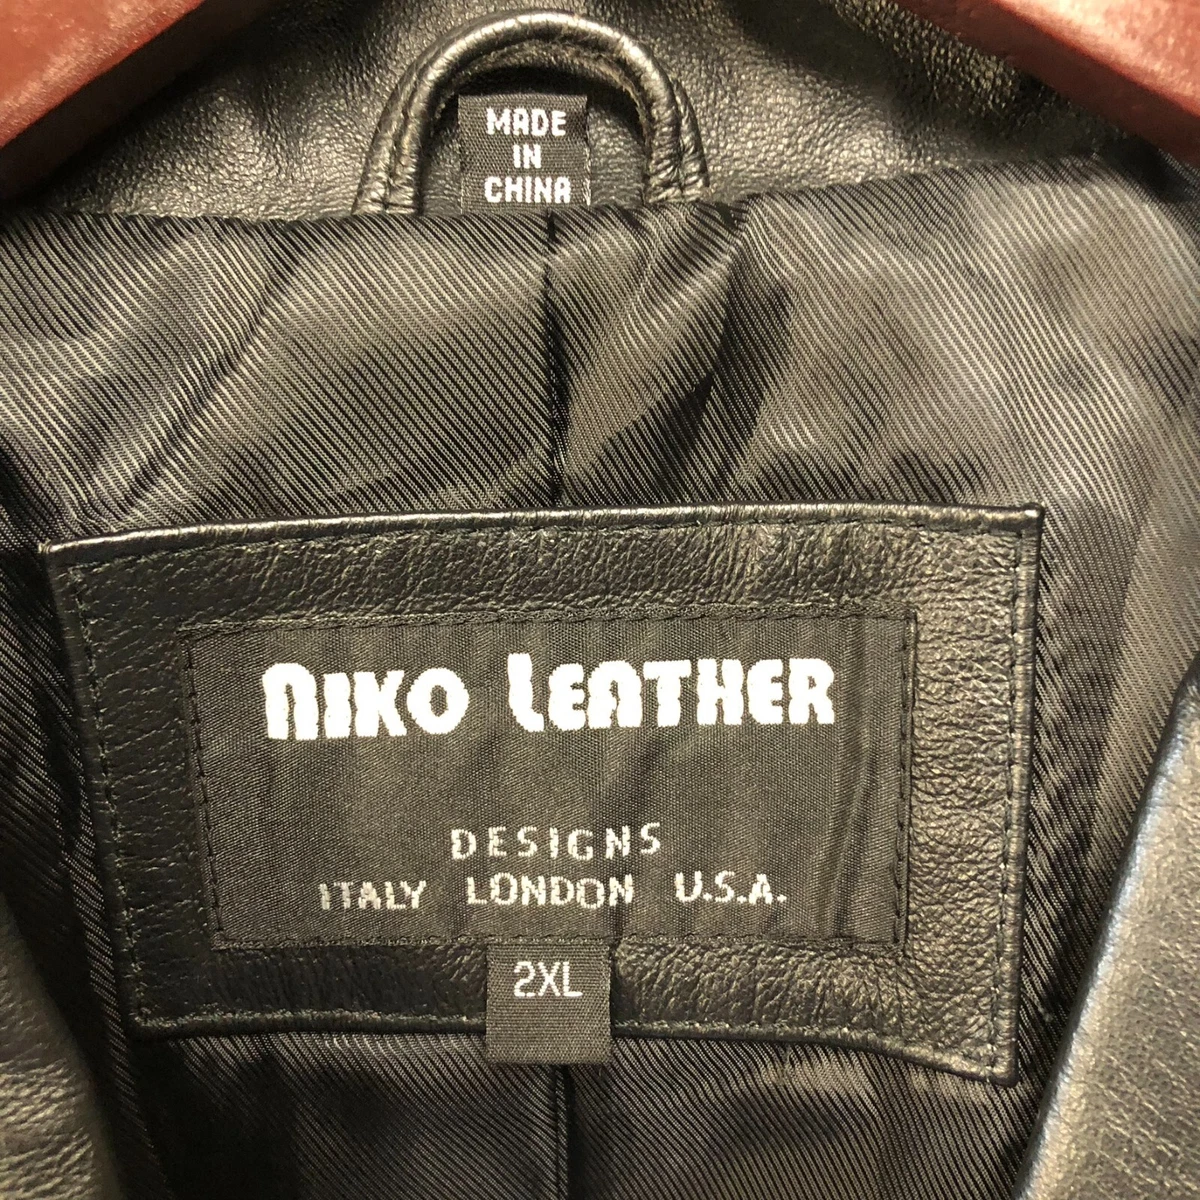 MADE
IN
CHINA
NIKO LEATHER
DESIGNS
ITALY LONDON U.S.A.
2XL